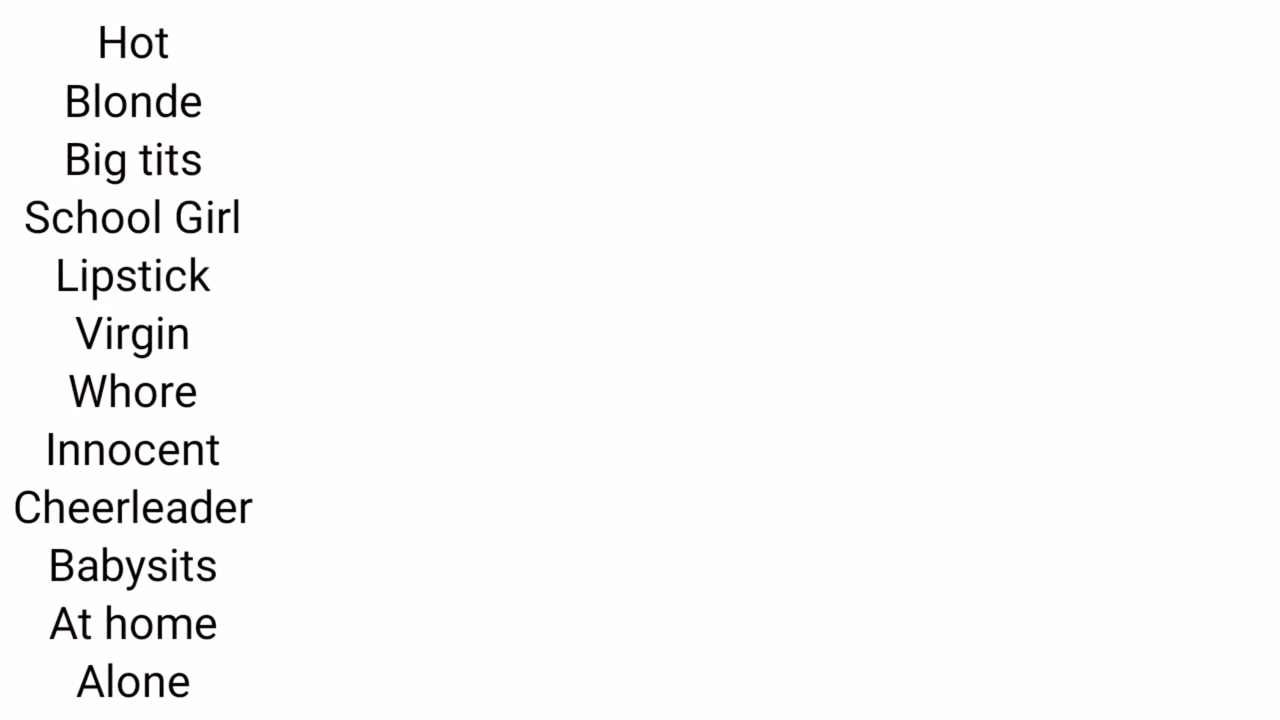 Hot
Blonde
Big tits
School Girl
Lipstick
Virgin
Whore
Innocent
Cheerleader
Babysits
At home
Alone